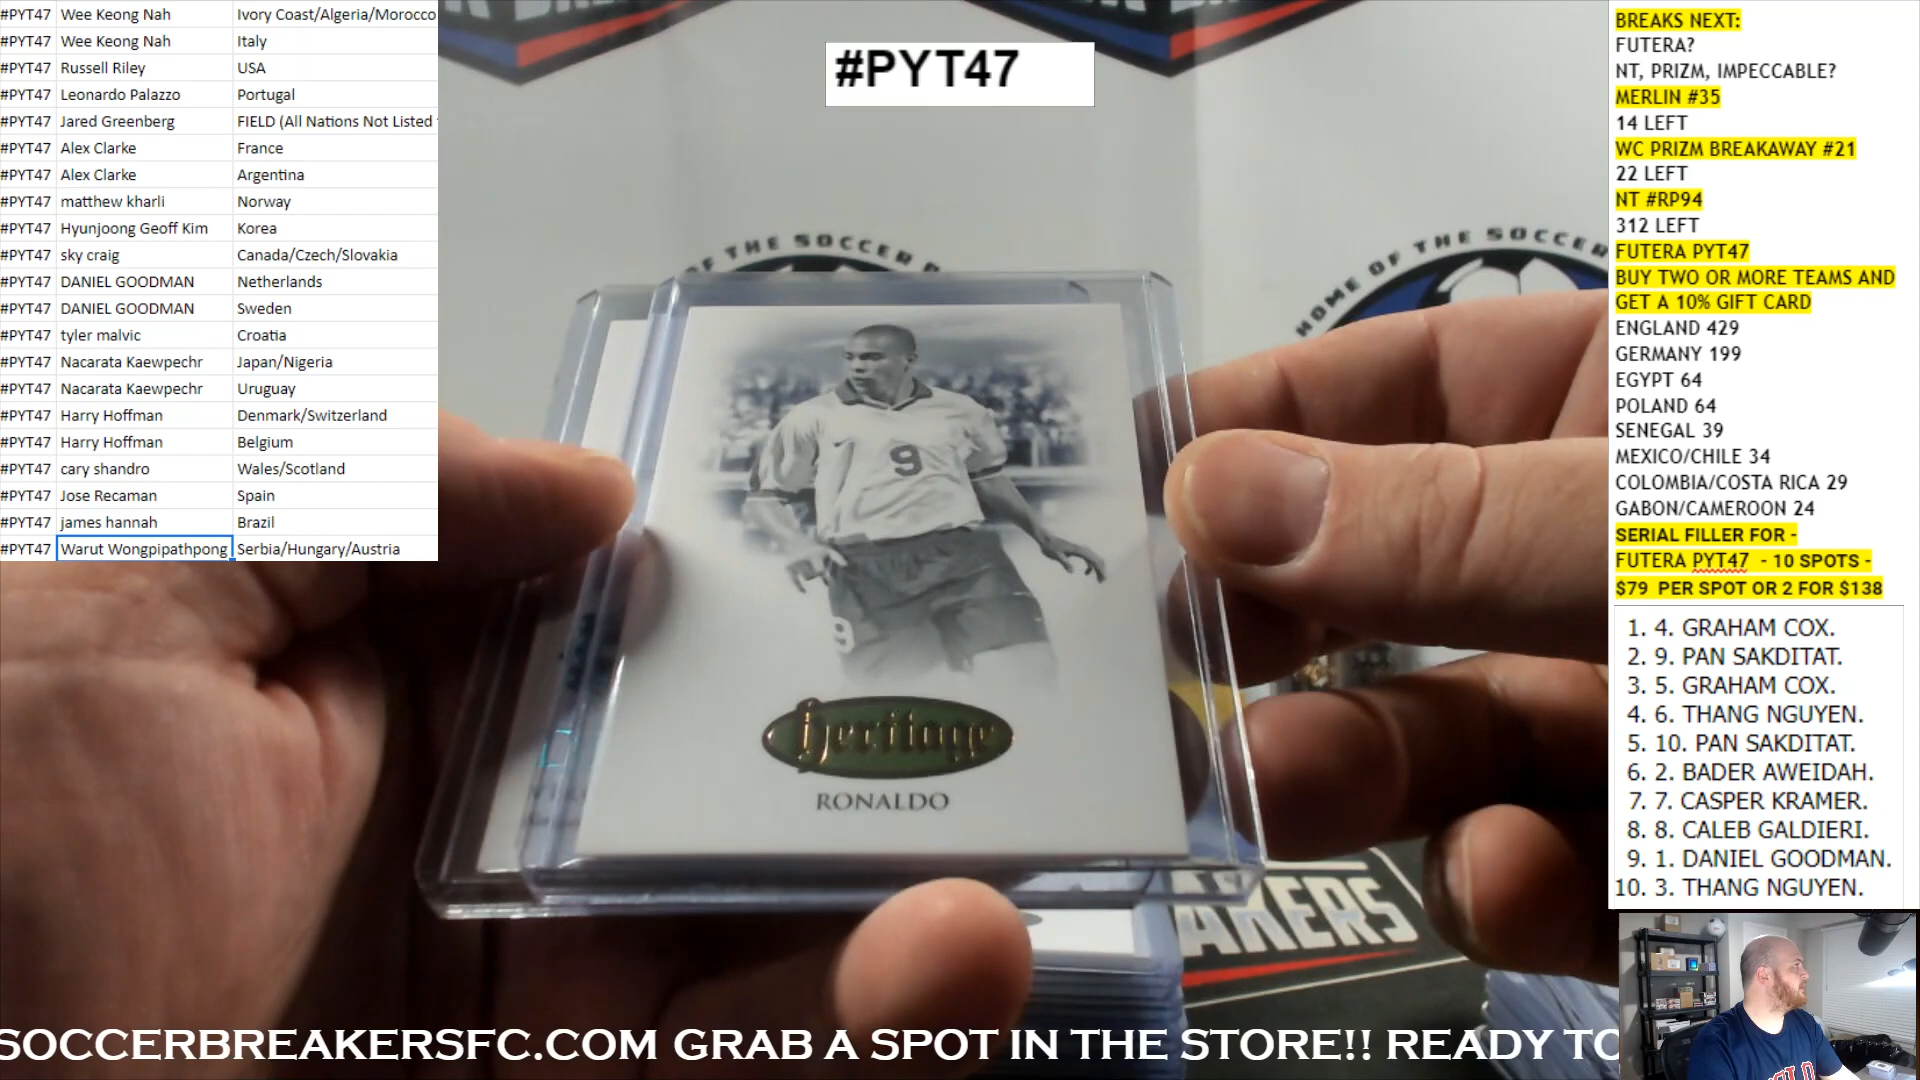 #PYT47 Wee Keong Nah Ivory Coast/Algeria/Morocco
#PYT47 Wee Keong Nah Italy
#PYT47 Russell Riley USA
#PYT47 Leonardo Palazzo Portugal
#PYT47 Jared Greenberg FIELD (All Nations Not Listed
#PYT47 Alex Clarke France
#PYT47 Alex Clarke Argentina
#PYT47 matthew kharli Norway
#PYT47 Hyunjoong Geoff Kim Korea
#PYT47 sky craig Canada/Czech/Slovakia
#PYT47 DANIEL GOODMAN Netherlands
#PYT47 DANIEL GOODMAN Sweden
#PYT47 tyler malvic Croatia
#PYT47 Nacarata Kaewpechr Japan/Nigeria
#PYT47 Nacarata Kaewpechr Uruguay
#PYT47 Harry Hoffman Denmark/Switzerland
#PYT47 Harry Hoffman Belgium
#PYT47 cary shandro Wales/Scotland
#PYT47 Jose Recaman Spain
#PYT47 james hannah Brazil
#PYT47 Warut Wongpipathpong Serbia/Hungary/Austria
#PYT47
OF THE SOCCER
HOME OF THE SOCCER
9
9
Heritage
RONALDO
AKERS
BREAKS NEXT:
FUTERA?
NT, PRIZM, IMPECCABLE?
MERLIN #35
14 LEFT
WC PRIZM BREAKAWAY #21
22 LEFT
NT #RP94
312 LEFT
FUTERA PYT47
BUY TWO OR MORE TEAMS AND
GET A 10% GIFT CARD
ENGLAND 429
GERMANY 199
EGYPT 64
POLAND 64
SENEGAL 39
MEXICO/CHILE 34
COLOMBIA/COSTA RICA 29
GABON/CAMEROON 24
SERIAL FILLER FOR -
FUTERA PYT47 - 10 SPOTS -
$79 PER SPOT OR 2 FOR $138
1. 4. GRAHAM COX.
2. 9. PAN SAKDITAT.
3. 5. GRAHAM COX.
4. 6. THANG NGUYEN.
5. 10. PAN SAKDITAT.
6. 2. BADER AWEIDAH.
7. 7. CASPER KRAMER.
8. 8. CALEB GALDIERI.
9. 1. DANIEL GOODMAN.
10. 3. THANG NGUYEN.
SOCCERBREAKERSFC.COM GRAB A SPOT IN THE STORE!! READY TO